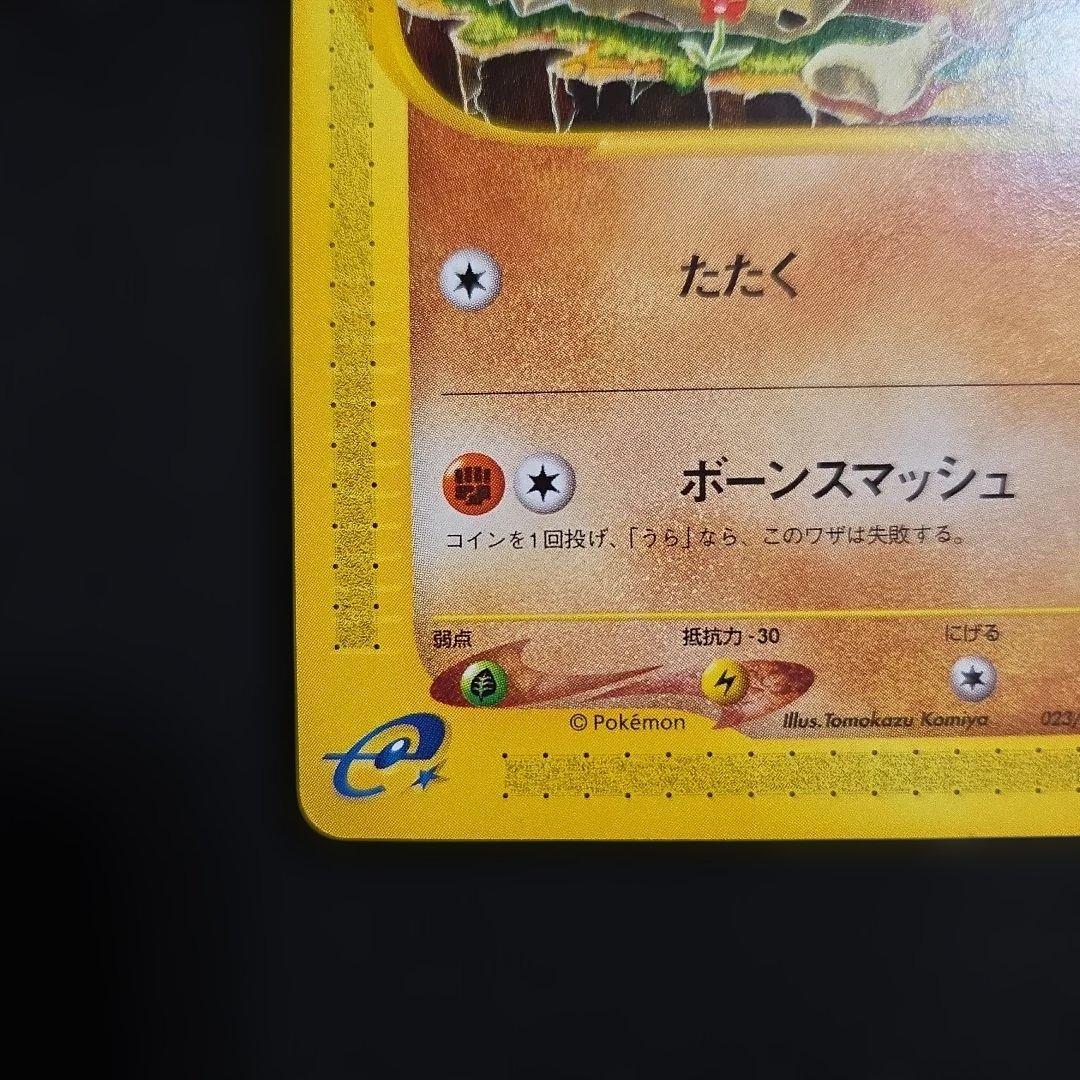 たたく
ボーンスマッシュ
コインを1回投げ、「うら」なら、このワザは失敗する。
弱点 抵抗力 -30 にげる
© Pokémon Illus. Tomokazu Komiya 023/